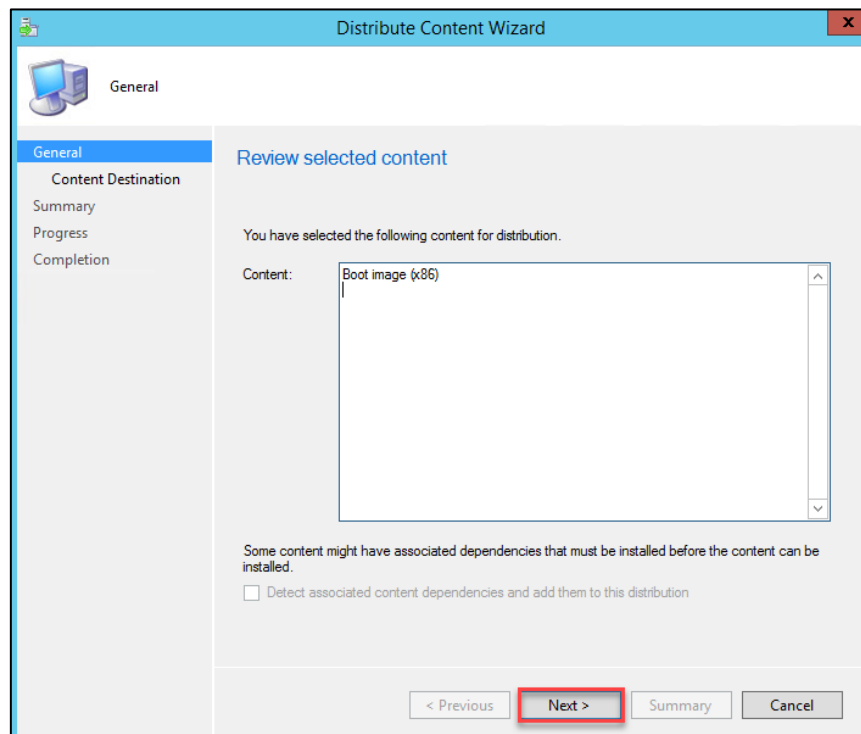 Distribute Content Wizard
x
General
General
Content Destination
Summary
Progress
Completion
Review selected content
You have selected the following content for distribution.
Content:
Boot image (x86)
Some content might have associated dependencies that must be installed before the content can be
installed.
Detect associated content dependencies and add them to this distribution
< Previous
Next >
Summary
Cancel